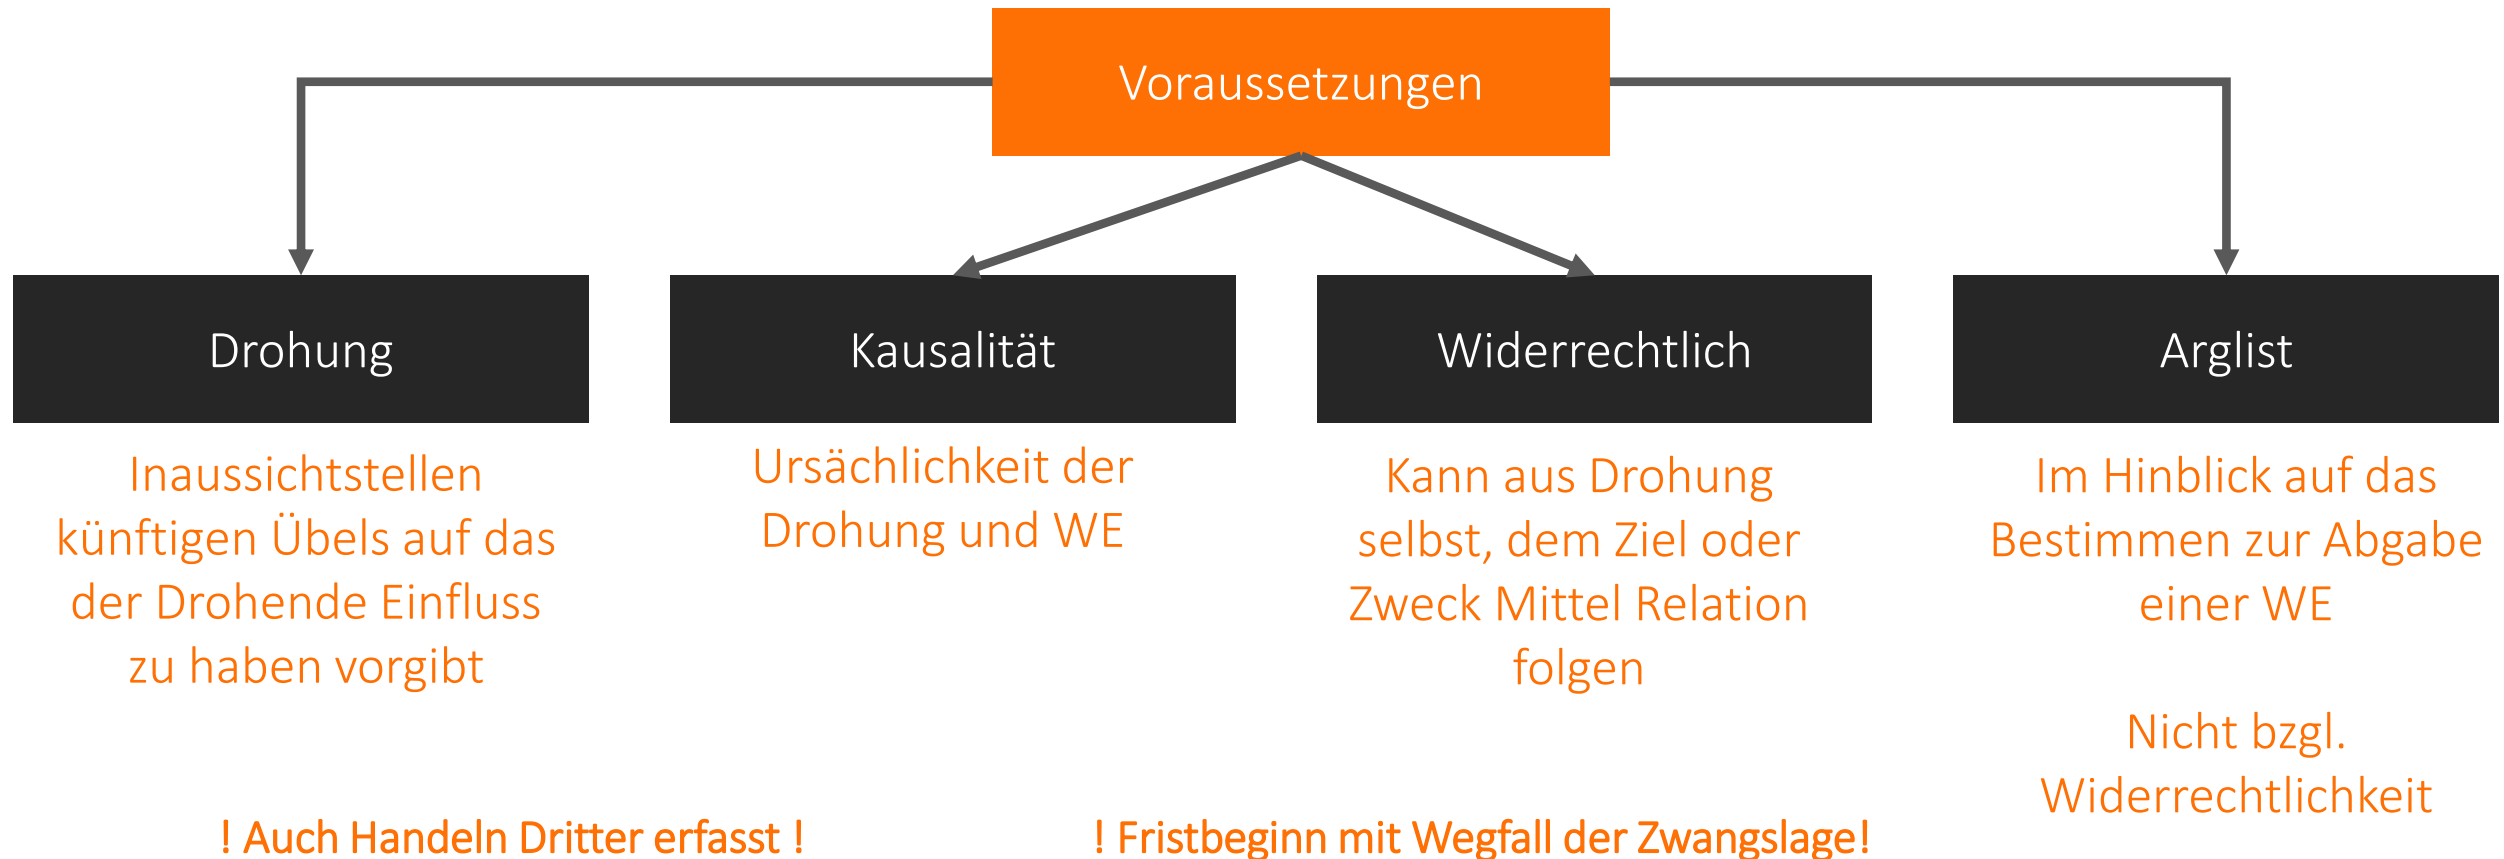 Voraussetzungen
Drohung
Kausalität
Widerrechtlich
Arglist
Inaussichtstellen
künftigen Übels auf das
der Drohende Einfluss
zu haben vorgibt
Ursächlichkeit der
Drohung und WE
Kann aus Drohung
selbst, dem ziel oder
Zweck Mittel Relation
folgen
Im Hinblick auf das
Bestimmen zur Abgabe
einer WE
Nicht bzgl.
Widerrechtlichkeit
! Auch Handeln Dritter erfasst !
! Fristbeginn mit Wegfall der Zwangslage!